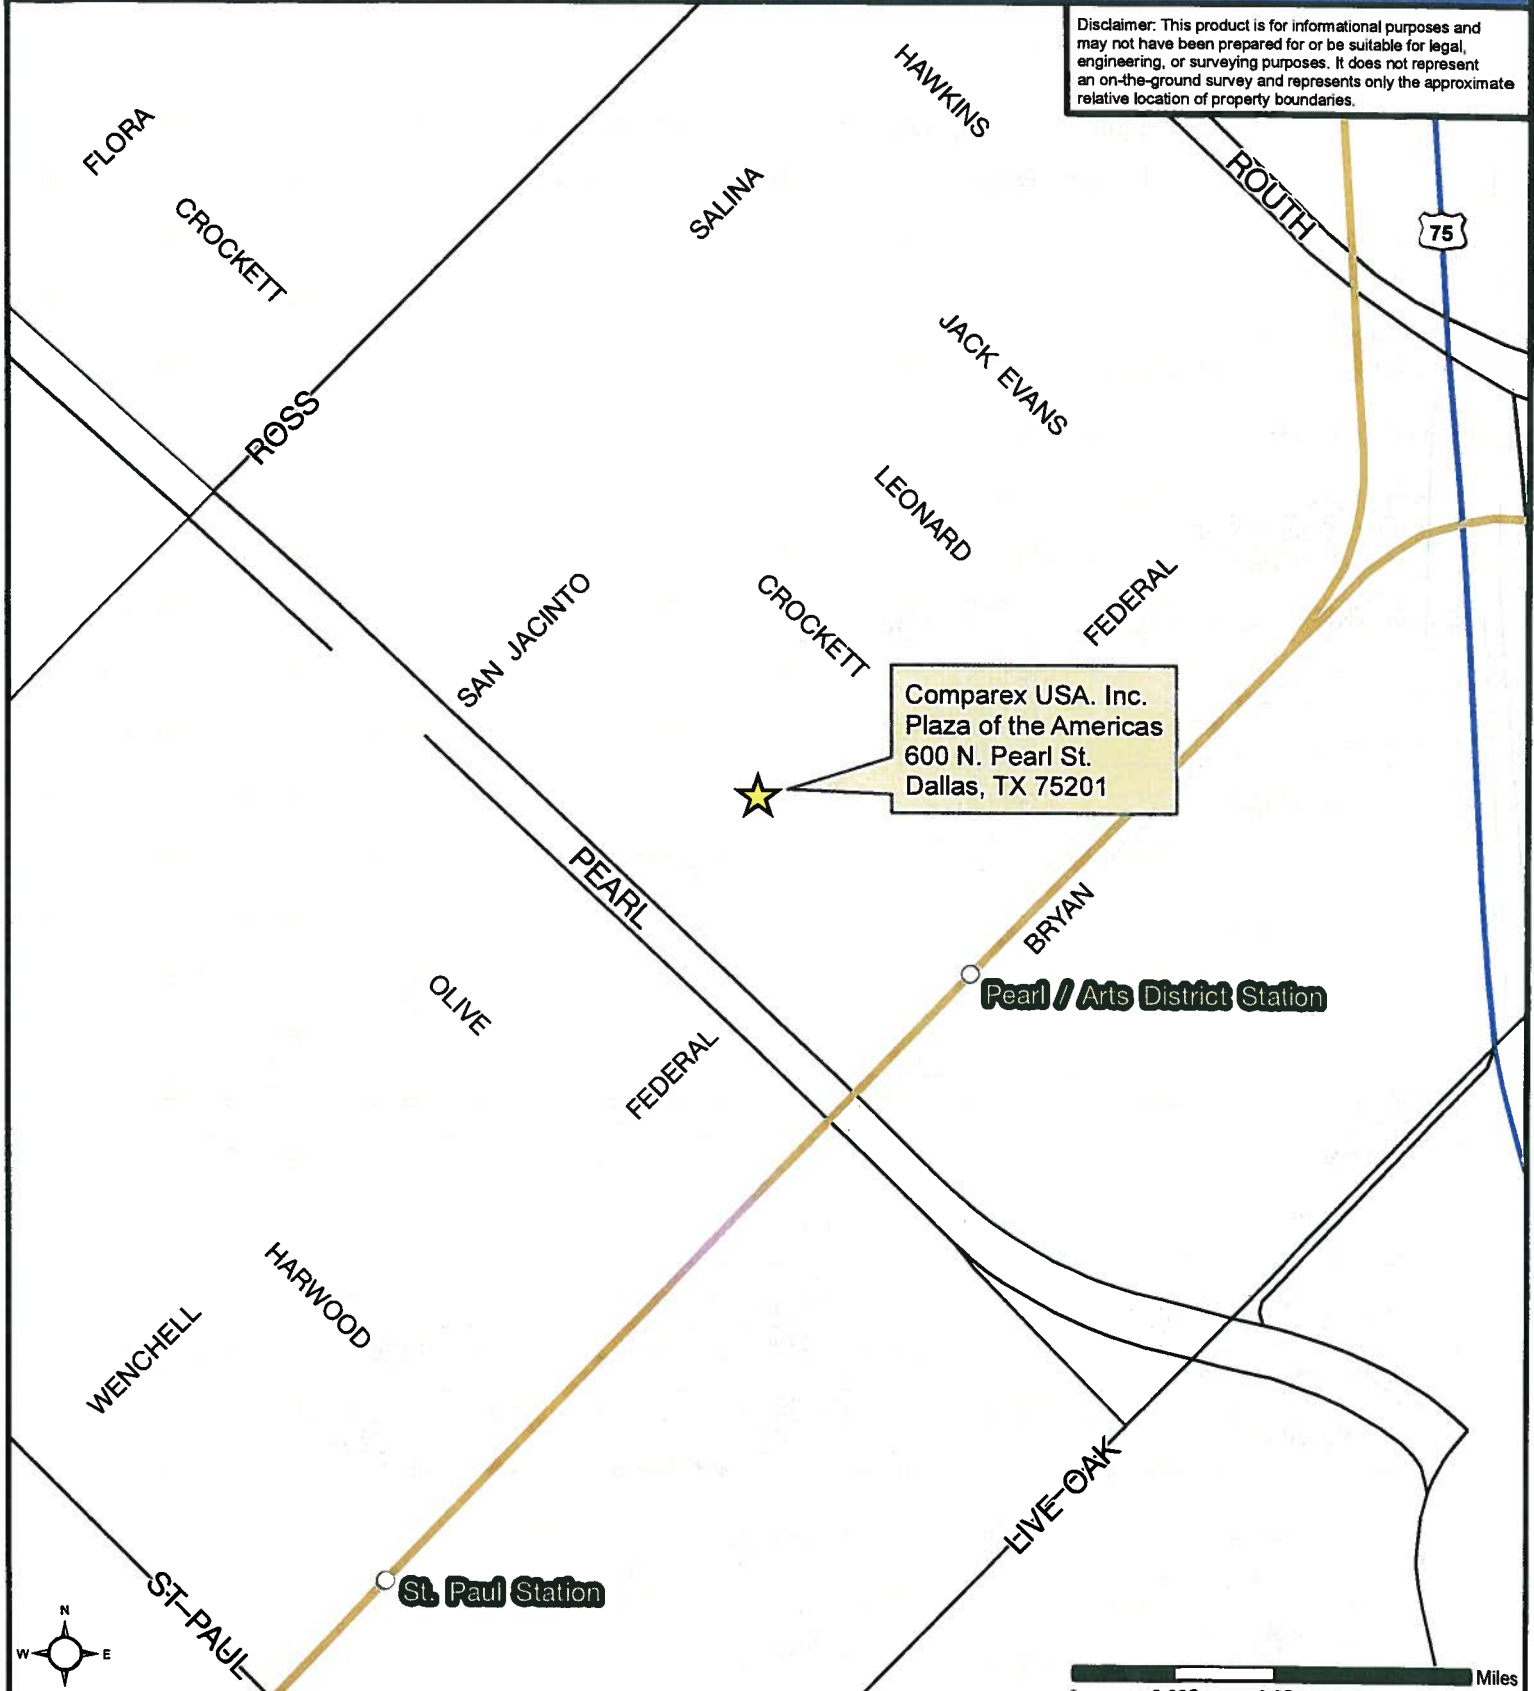 Disclaimer: This product is for informational purposes and
may not have been prepared for or be suitable for legal,
engineering, or surveying purposes. It does not represent
an on-the-ground survey and represents only the approximate
relative location of property boundaries.
HAWKINS
FLORA
ROUTH
SALINA
CROCKETT
75
JACK EVANS
ROSS
LEONARD
SAN JACINTO
CROCKETT
FEDERAL
Comparex USA. Inc.
Plaza of the Americas
600 N. Pearl St.
Dallas, TX 75201
PEARL
BRYAN
Pearl / Arts District Station
OLIVE
FEDERAL
HARWOOD
WENCHELL
LIVE OAK
St. Paul Station
ST PAUL
N
W
E
Miles